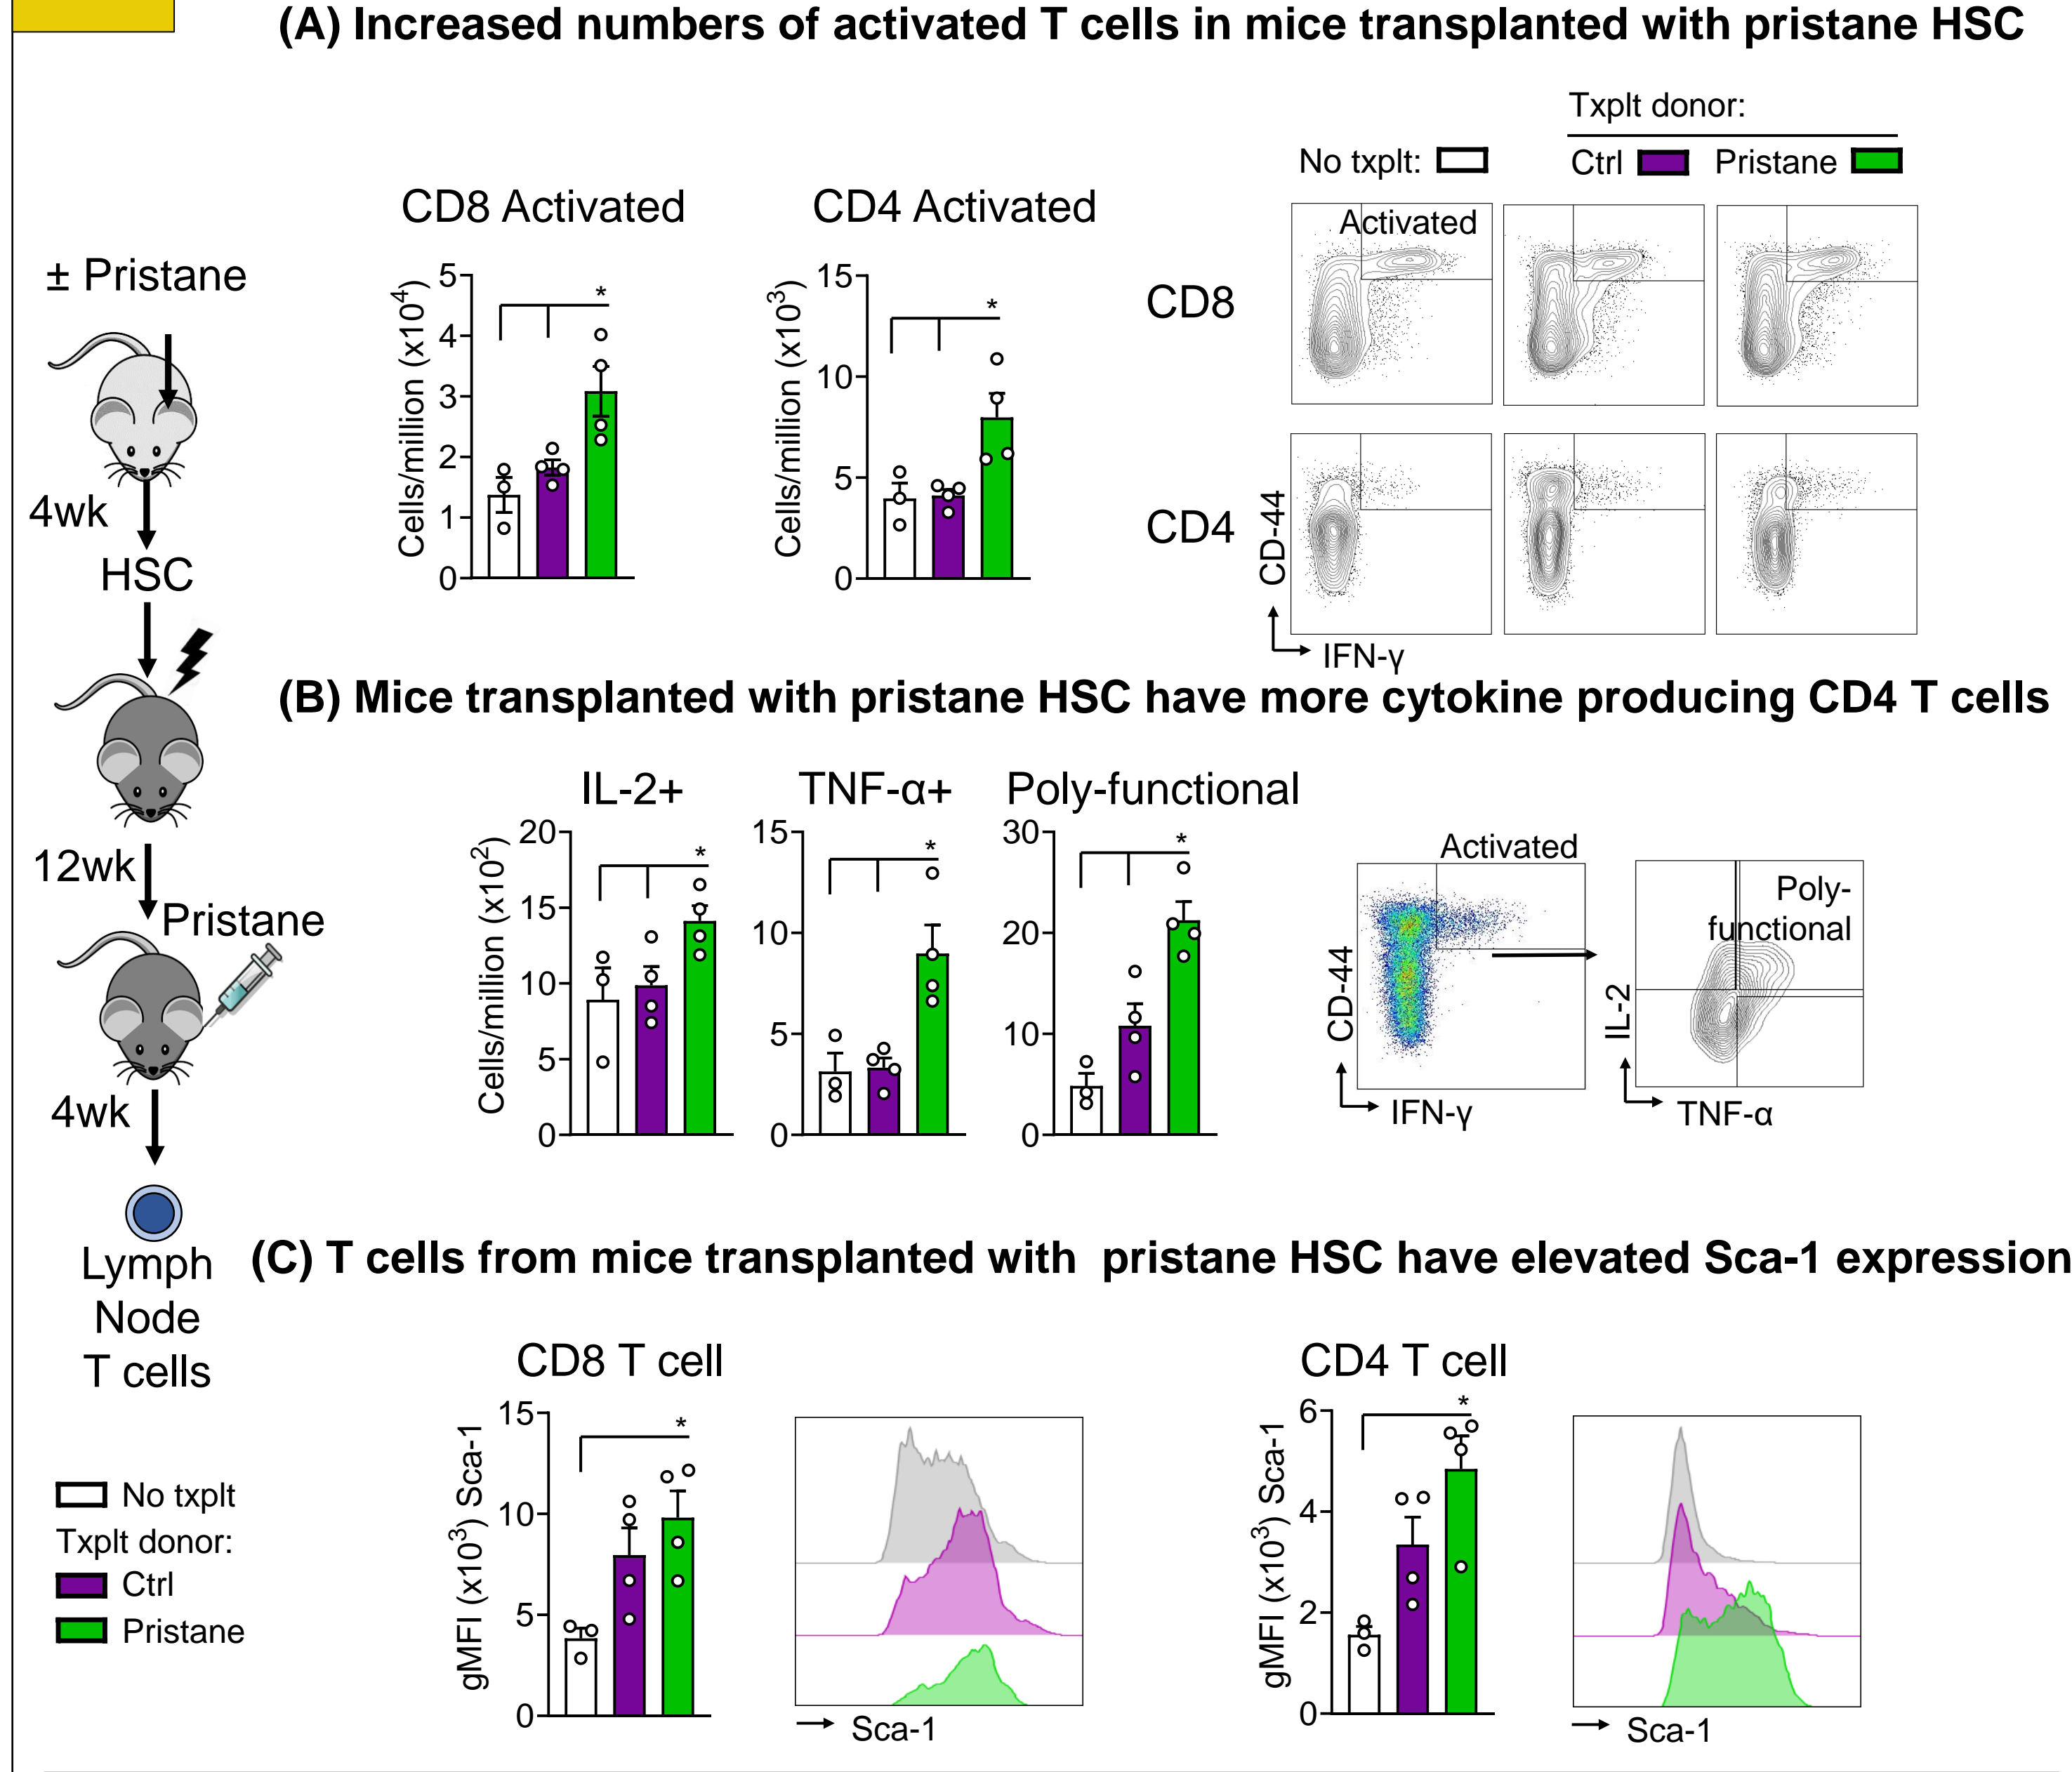 (A) Increased numbers of activated T cells in mice transplanted with pristane HSC
± Pristane
4wk
HSC
12wk
Pristane
4wk
Lymph
Node
T cells
No txplt
Txplt donor:
Ctrl
Pristane
CD8 Activated
Cells/million (x10⁴)
5
4
3
2
1
0
*
CD4 Activated
Cells/million (x10³)
15
10
5
0
*
Txplt donor:
No txplt:
Ctrl
Pristane
Activated
CD8
CD4
CD-44
IFN-γ
(B) Mice transplanted with pristane HSC have more cytokine producing CD4 T cells
IL-2+
Cells/million (x10²)
20
15
10
5
0
*
TNF-α+
15
10
5
0
*
Poly-functional
30
20
10
0
*
Activated
CD-44
IFN-γ
Poly-
functional
IL-2
TNF-α
(C) T cells from mice transplanted with  pristane HSC have elevated Sca-1 expression
CD8 T cell
gMFI (x10³) Sca-1
15
10
5
0
*
Sca-1
CD4 T cell
gMFI (x10³) Sca-1
6
4
2
0
*
Sca-1